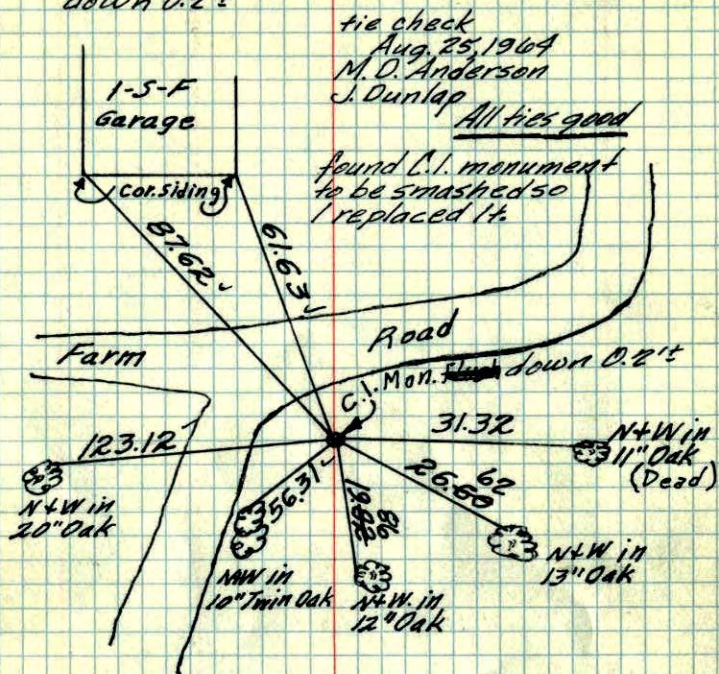 down 0.2'±
tie check
Aug. 25, 1964
M.D. Anderson
J. Dunlap
All ties good
1-S-F
Garage
found C.I. monument
to be smashed so
I replaced it.
Cor. Siding
87.62
61.63
Farm
Road
C.I. Mon. down 0.2'±
123.12
31.32
N+W in
11" Oak
(Dead)
N+W in
20" Oak
56.31
62
26.60
86
N+W in
13" Oak
N+W in
10" Twin Oak
N+W. in
12" Oak